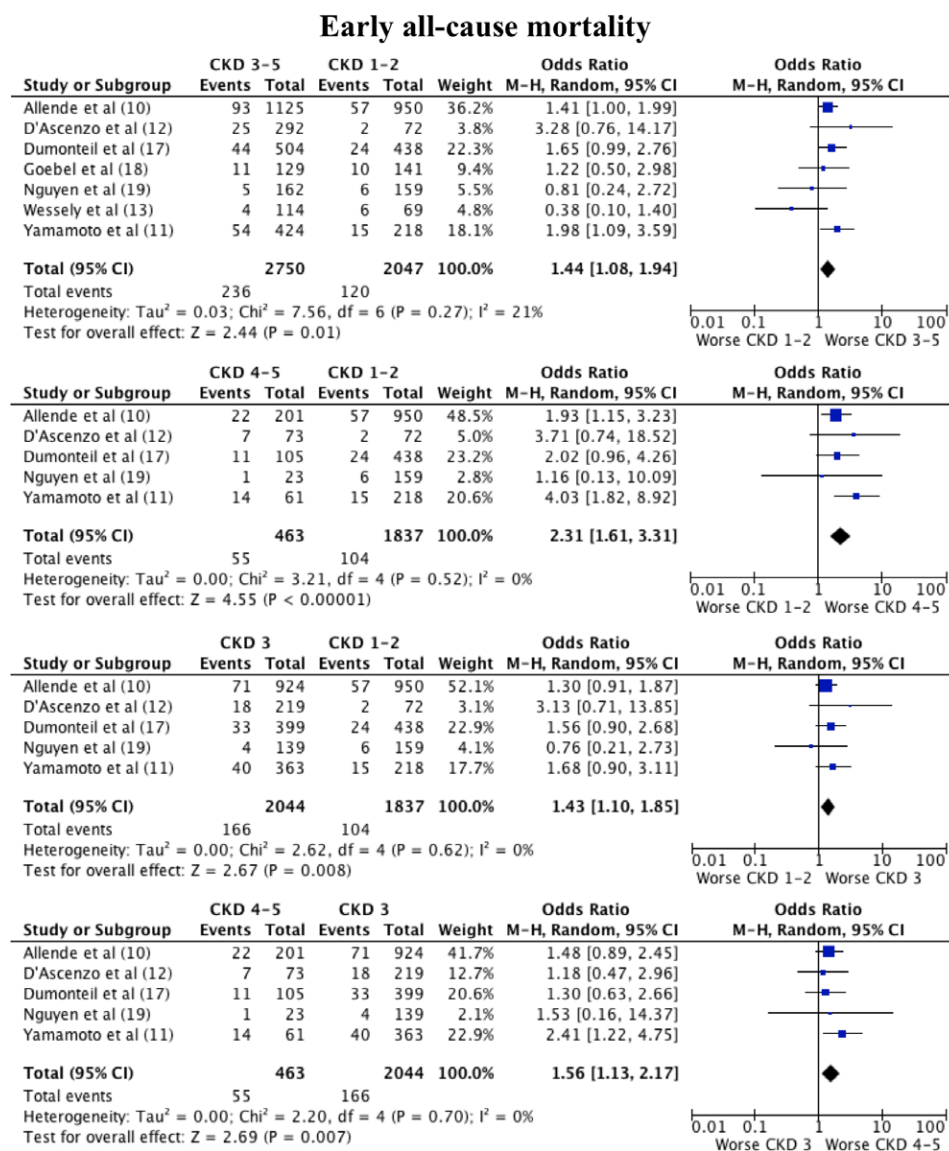 Early all-cause mortality
CKD 3-5 CKD 1-2 Odds Ratio Odds Ratio
Study or Subgroup Events Total Events Total Weight M-H, Random, 95% CI M-H, Random, 95% CI
Allende et al (10) 93 1125 57 950 36.2% 1.41 [1.00, 1.99]
D'Ascenzo et al (12) 25 292 2 72 3.8% 3.28 [0.76, 14.17]
Dumonteil et al (17) 44 504 24 438 22.3% 1.65 [0.99, 2.76]
Goebel et al (18) 11 129 10 141 9.4% 1.22 [0.50, 2.98]
Nguyen et al (19) 5 162 6 159 5.5% 0.81 [0.24, 2.72]
Wessely et al (13) 4 114 6 69 4.8% 0.38 [0.10, 1.40]
Yamamoto et al (11) 54 424 15 218 18.1% 1.98 [1.09, 3.59]
Total (95% CI) 2750 2047 100.0% 1.44 [1.08, 1.94]
Total events 236 120
Heterogeneity: Tau² = 0.03; Chi² = 7.56, df = 6 (P = 0.27); I² = 21%
Test for overall effect: Z = 2.44 (P = 0.01)
0.01 0.1 1 10 100
Worse CKD 1-2 Worse CKD 3-5
CKD 4-5 CKD 1-2 Odds Ratio Odds Ratio
Study or Subgroup Events Total Events Total Weight M-H, Random, 95% CI M-H, Random, 95% CI
Allende et al (10) 22 201 57 950 48.5% 1.93 [1.15, 3.23]
D'Ascenzo et al (12) 7 73 2 72 5.0% 3.71 [0.74, 18.52]
Dumonteil et al (17) 11 105 24 438 23.2% 2.02 [0.96, 4.26]
Nguyen et al (19) 1 23 6 159 2.8% 1.16 [0.13, 10.09]
Yamamoto et al (11) 14 61 15 218 20.6% 4.03 [1.82, 8.92]
Total (95% CI) 463 1837 100.0% 2.31 [1.61, 3.31]
Total events 55 104
Heterogeneity: Tau² = 0.00; Chi² = 3.21, df = 4 (P = 0.52); I² = 0%
Test for overall effect: Z = 4.55 (P < 0.00001)
0.01 0.1 1 10 100
Worse CKD 1-2 Worse CKD 4-5
CKD 3 CKD 1-2 Odds Ratio Odds Ratio
Study or Subgroup Events Total Events Total Weight M-H, Random, 95% CI M-H, Random, 95% CI
Allende et al (10) 71 924 57 950 52.1% 1.30 [0.91, 1.87]
D'Ascenzo et al (12) 18 219 2 72 3.1% 3.13 [0.71, 13.85]
Dumonteil et al (17) 33 399 24 438 22.9% 1.56 [0.90, 2.68]
Nguyen et al (19) 4 139 6 159 4.1% 0.76 [0.21, 2.73]
Yamamoto et al (11) 40 363 15 218 17.7% 1.68 [0.90, 3.11]
Total (95% CI) 2044 1837 100.0% 1.43 [1.10, 1.85]
Total events 166 104
Heterogeneity: Tau² = 0.00; Chi² = 2.62, df = 4 (P = 0.62); I² = 0%
Test for overall effect: Z = 2.67 (P = 0.008)
0.01 0.1 1 10 100
Worse CKD 1-2 Worse CKD 3
CKD 4-5 CKD 3 Odds Ratio Odds Ratio
Study or Subgroup Events Total Events Total Weight M-H, Random, 95% CI M-H, Random, 95% CI
Allende et al (10) 22 201 71 924 41.7% 1.48 [0.89, 2.45]
D'Ascenzo et al (12) 7 73 18 219 12.7% 1.18 [0.47, 2.96]
Dumonteil et al (17) 11 105 33 399 20.6% 1.30 [0.63, 2.66]
Nguyen et al (19) 1 23 4 139 2.1% 1.53 [0.16, 14.37]
Yamamoto et al (11) 14 61 40 363 22.9% 2.41 [1.22, 4.75]
Total (95% CI) 463 2044 100.0% 1.56 [1.13, 2.17]
Total events 55 166
Heterogeneity: Tau² = 0.00; Chi² = 2.20, df = 4 (P = 0.70); I² = 0%
Test for overall effect: Z = 2.69 (P = 0.007)
0.01 0.1 1 10 100
Worse CKD 3 Worse CKD 4-5